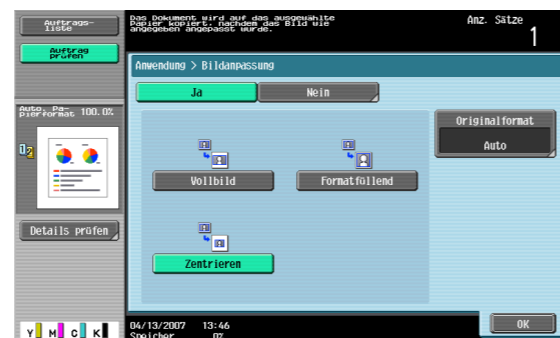 Auftrags-
liste
Auftrag
prüfen
Das Dokument wird auf das ausgewählte
Papier kopiert, nachdem das Bild wie
angegeben angepasst wurde.
Anz. Sätze
1
Anwendung > Bildanpassung
Ja
Nein
Auto. Pa-
pierformat 100.0%
Originalformat
Auto
Vollbild
Formatfüllend
Details prüfen
Zentrieren
Y M C K
04/13/2007 13:46
Speicher 0%
OK